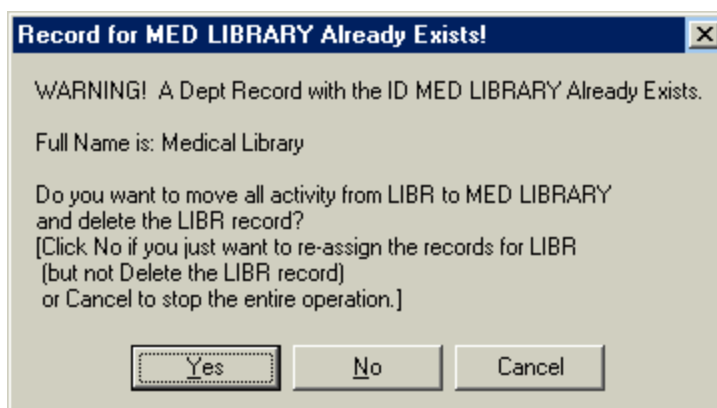 Record for MED LIBRARY Already Exists!
WARNING! A Dept Record with the ID MED LIBRARY Already Exists.
Full Name is: Medical Library
Do you want to move all activity from LIBR to MED LIBRARY
and delete the LIBR record?
[Click No if you just want to re-assign the records for LIBR
(but not Delete the LIBR record)
or Cancel to stop the entire operation.]
Yes No Cancel